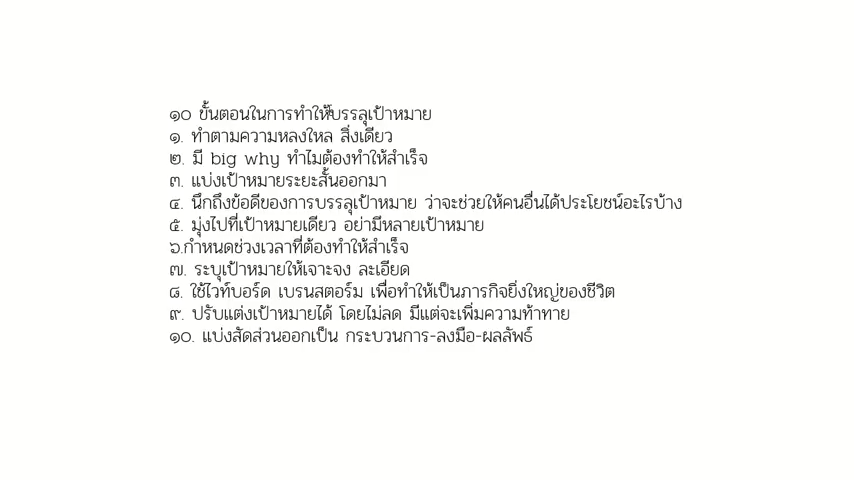 ๑๐ ขั้นตอนในการทำให้บรรลุเป้าหมาย
๑. ทำตามความหลงใหล สิ่งเดียว
๒. มี big why ทำไมต้องทำให้สำเร็จ
๓. แบ่งเป้าหมายระยะสั้นออกมา
๔. นึกถึงข้อดีของการบรรลุเป้าหมาย ว่าจะช่วยให้คนอื่นได้ประโยชน์อะไรบ้าง
๕. มุ่งไปที่เป้าหมายเดียว อย่ามีหลายเป้าหมาย
๖.กำหนดช่วงเวลาที่ต้องทำให้สำเร็จ
๗. ระบุเป้าหมายให้เจาะจง ละเอียด
๘. ใช้ไวท์บอร์ด เบรนสตอร์ม เพื่อทำให้เป็นภารกิจยิ่งใหญ่ของชีวิต
๙. ปรับแต่งเป้าหมายได้ โดยไม่ลด มีแต่จะเพิ่มความท้าทาย
๑๐. แบ่งสัดส่วนออกเป็น กระบวนการ-ลงมือ-ผลลัพธ์